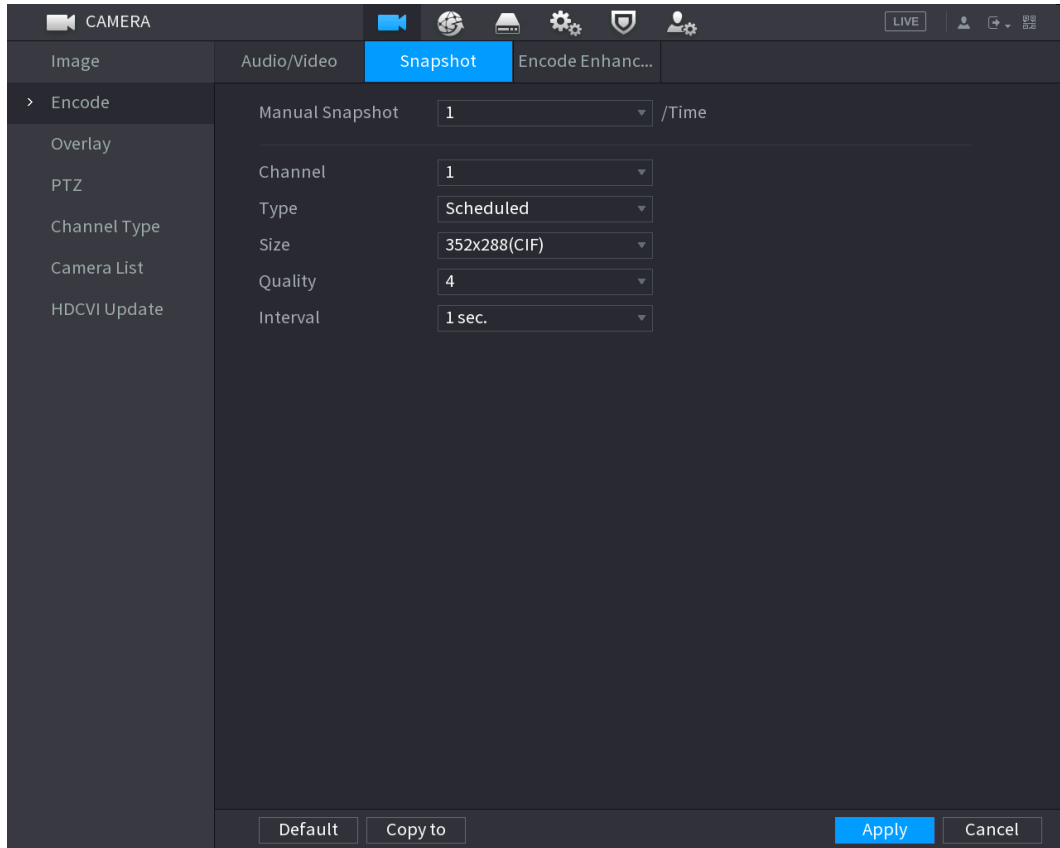 CAMERA
LIVE
Image
Encode
Overlay
PTZ
Channel Type
Camera List
HDCVI Update
Audio/Video
Snapshot
Encode Enhanc...
Manual Snapshot 1 /Time
Channel 1
Type Scheduled
Size 352x288(CIF)
Quality 4
Interval 1 sec.
Default
Copy to
Apply
Cancel